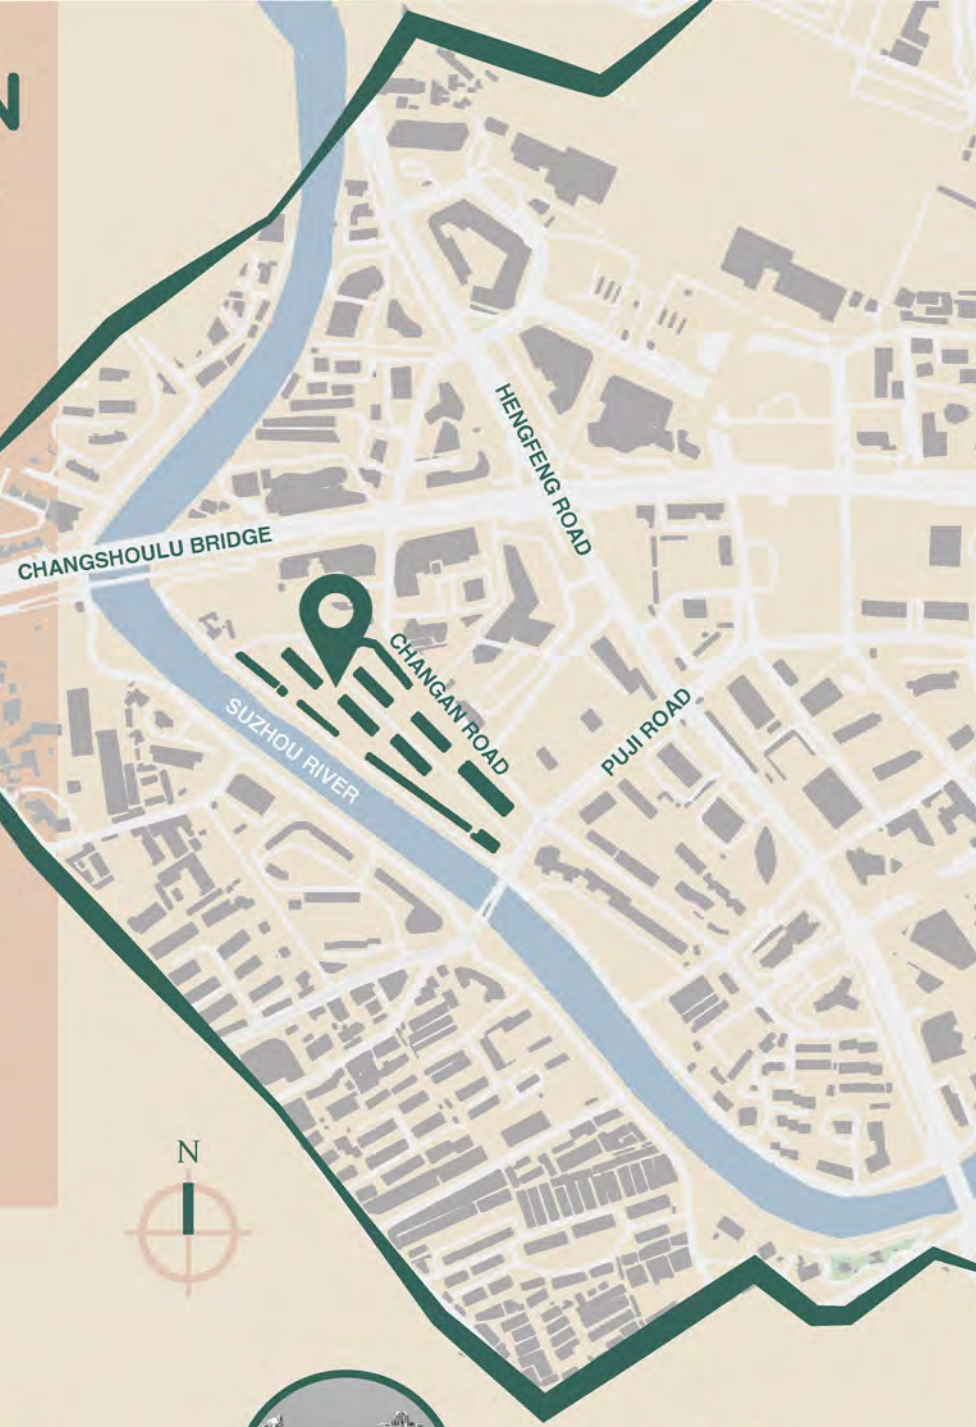 N
HENGFENG ROAD
CHANGSHOULU BRIDGE
CHANGAN ROAD
SUZHOU RIVER
PUJI ROAD
N